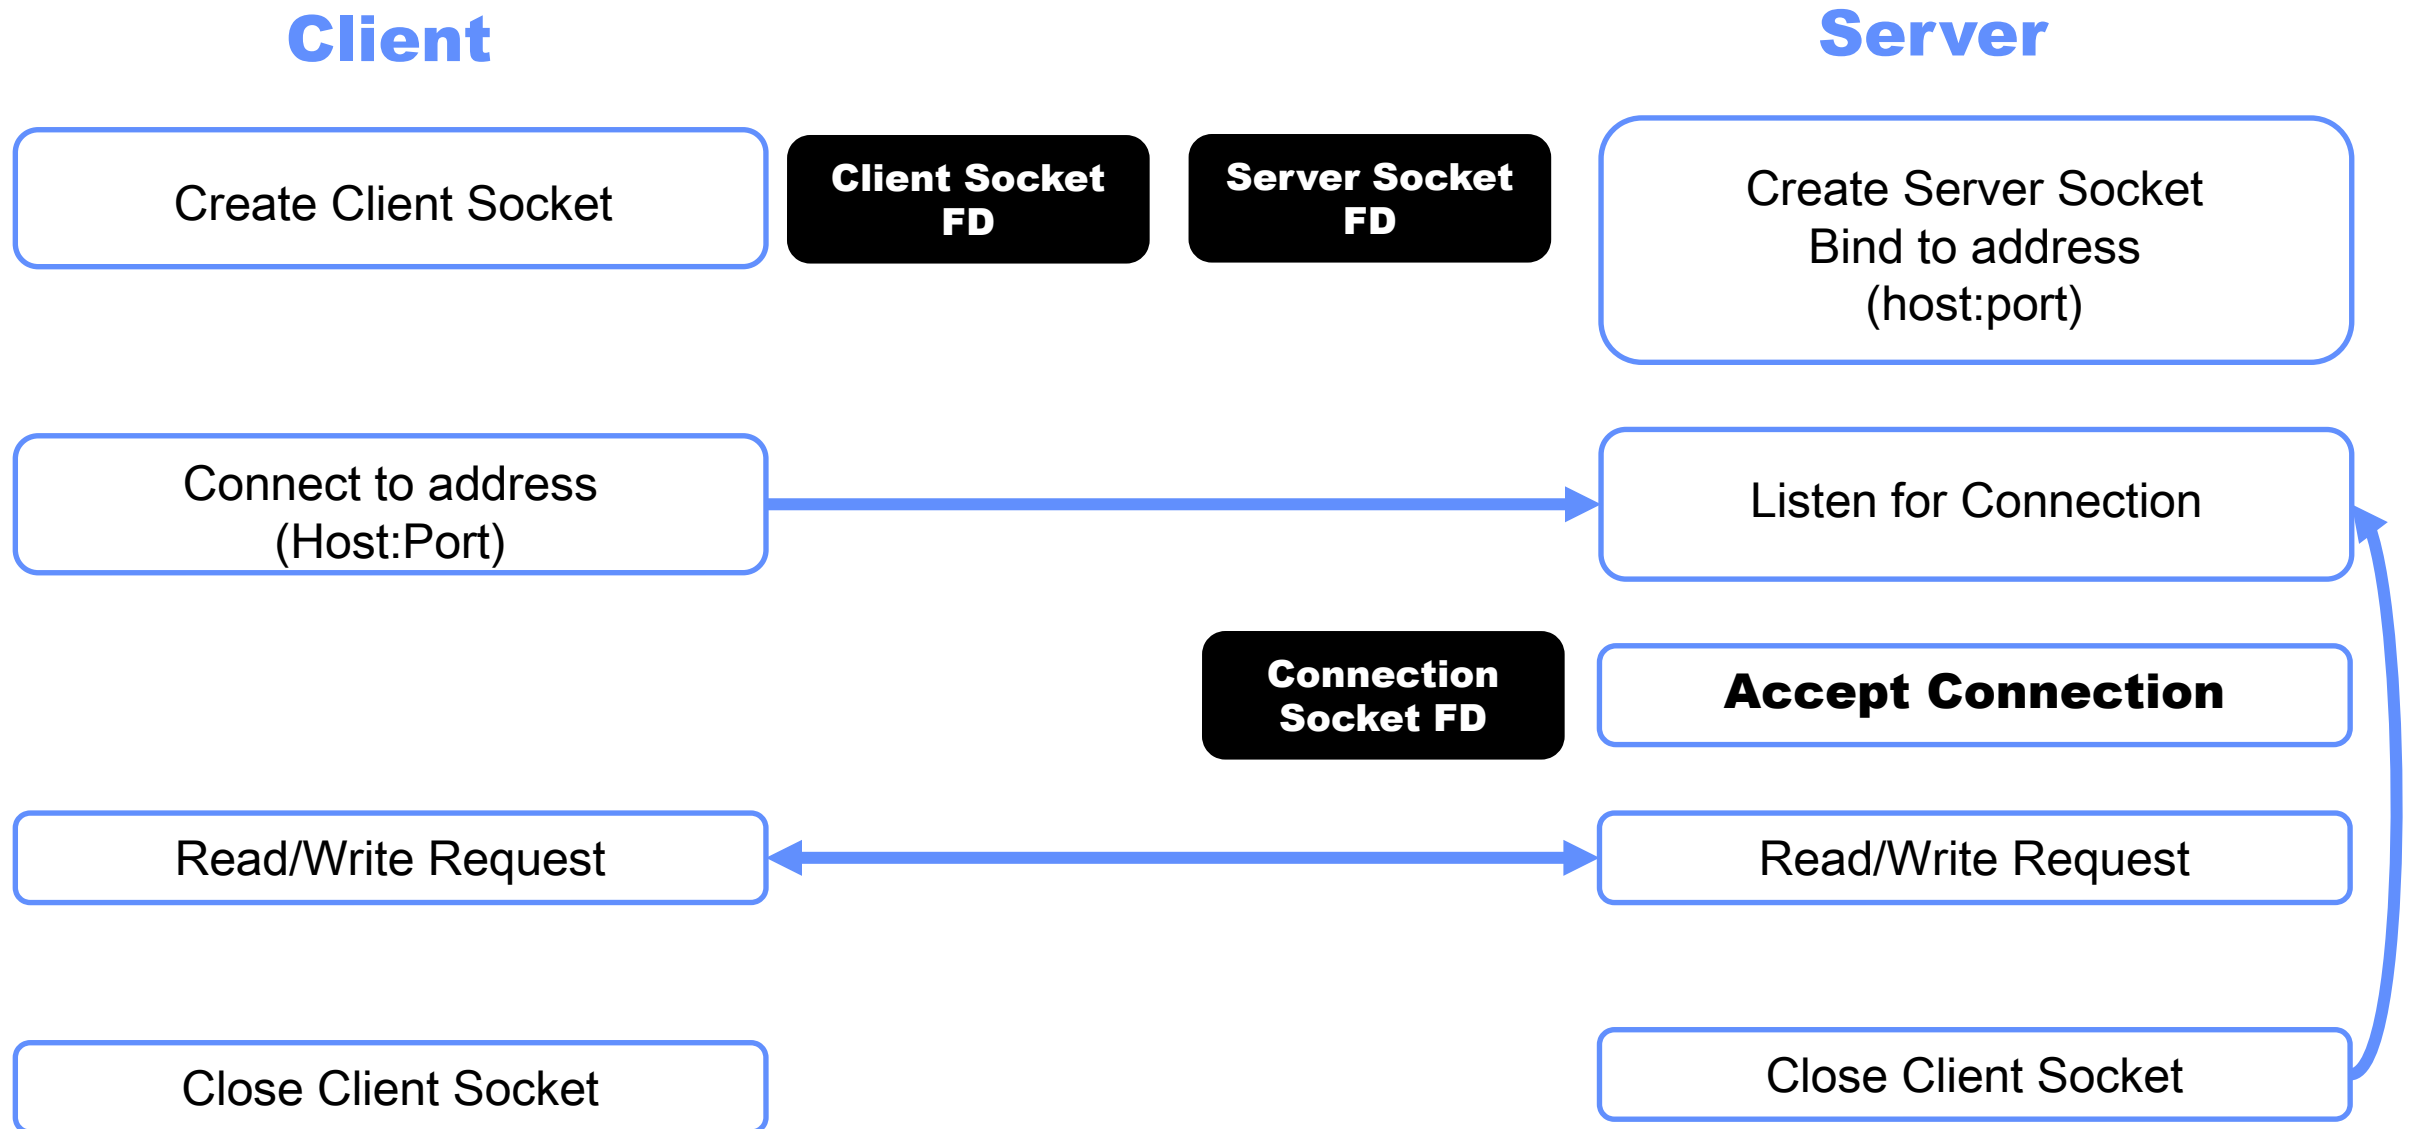 Client
Server
Create Client Socket
Client Socket
FD
Server Socket
FD
Create Server Socket
Bind to address
(host:port)
Connect to address
(Host:Port)
Listen for Connection
Connection
Socket FD
Accept Connection
Read/Write Request
Read/Write Request
Close Client Socket
Close Client Socket